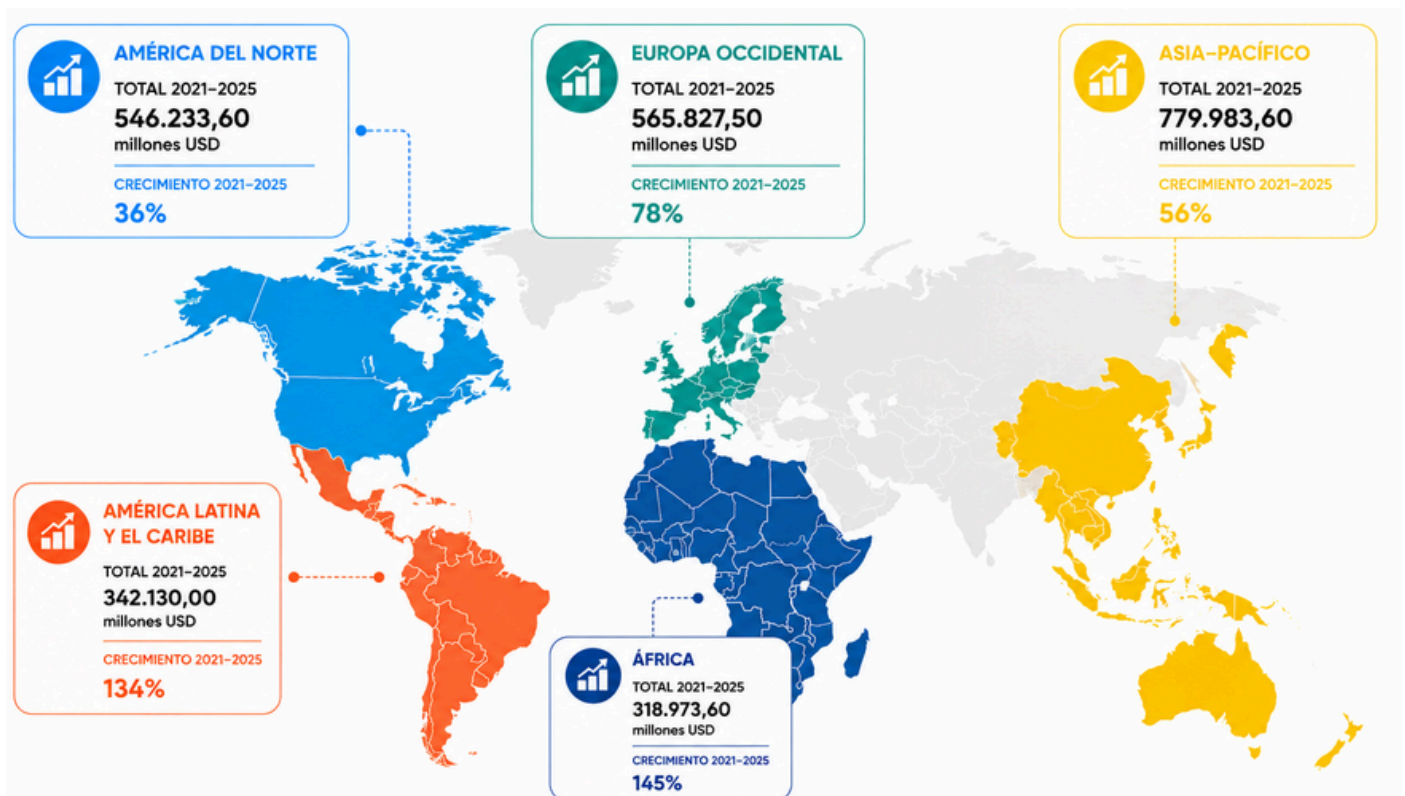 AMÉRICA DEL NORTE
TOTAL 2021–2025
546.233,60
millones USD
CRECIMIENTO 2021–2025
36%
EUROPA OCCIDENTAL
TOTAL 2021–2025
565.827,50
millones USD
CRECIMIENTO 2021–2025
78%
ASIA–PACÍFICO
TOTAL 2021–2025
779.983,60
millones USD
CRECIMIENTO 2021–2025
56%
AMÉRICA LATINA
Y EL CARIBE
TOTAL 2021–2025
342.130,00
millones USD
CRECIMIENTO 2021–2025
134%
ÁFRICA
TOTAL 2021–2025
318.973,60
millones USD
CRECIMIENTO 2021–2025
145%